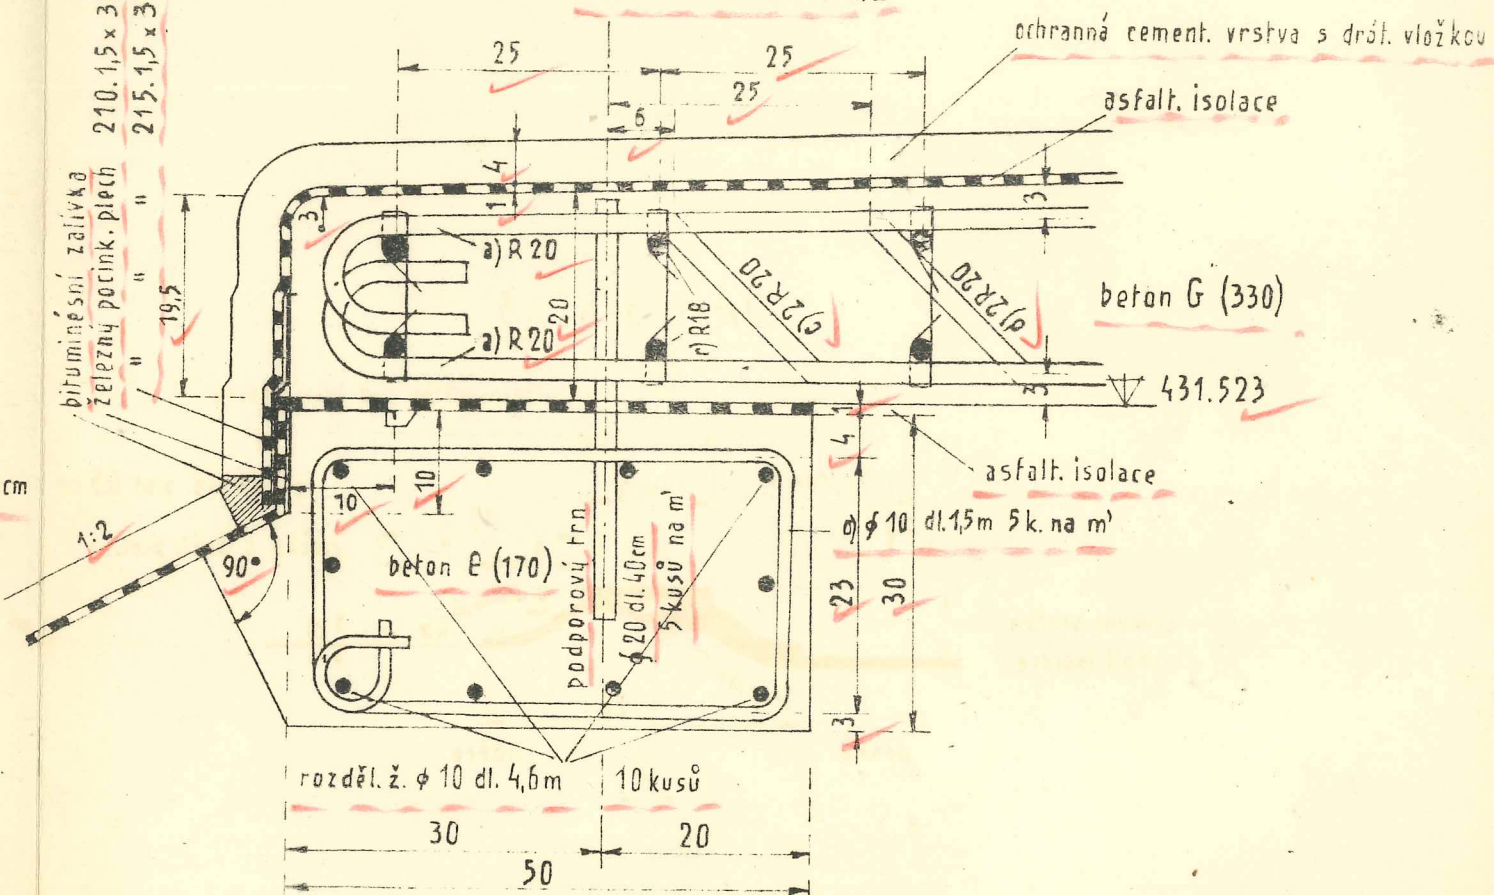 ochranná cement. vrstva s drát. vložkou
asfalt. isolace
210.1,5 x 3
215.1,5 x 3
bituminésní zalivka
železný pocink. plech
"
"
"
"
25
25
25
6
4
1
3
3
19,5
a) R 20
a) R 20
20
r) R18
c) 2 R 20
2R20
beton G (330)
3
431.523
1
4
asfalt. isolace
φ 10 dl. 1,5m 5 k. na m'
cm
1:2
90°
10
10
beton e (170)
podporový trn
φ 20 dl. 40cm
5 kusů na m'
23
30
3
rozděl. ž. φ 10 dl. 4,6m 10 kusů
30
20
50